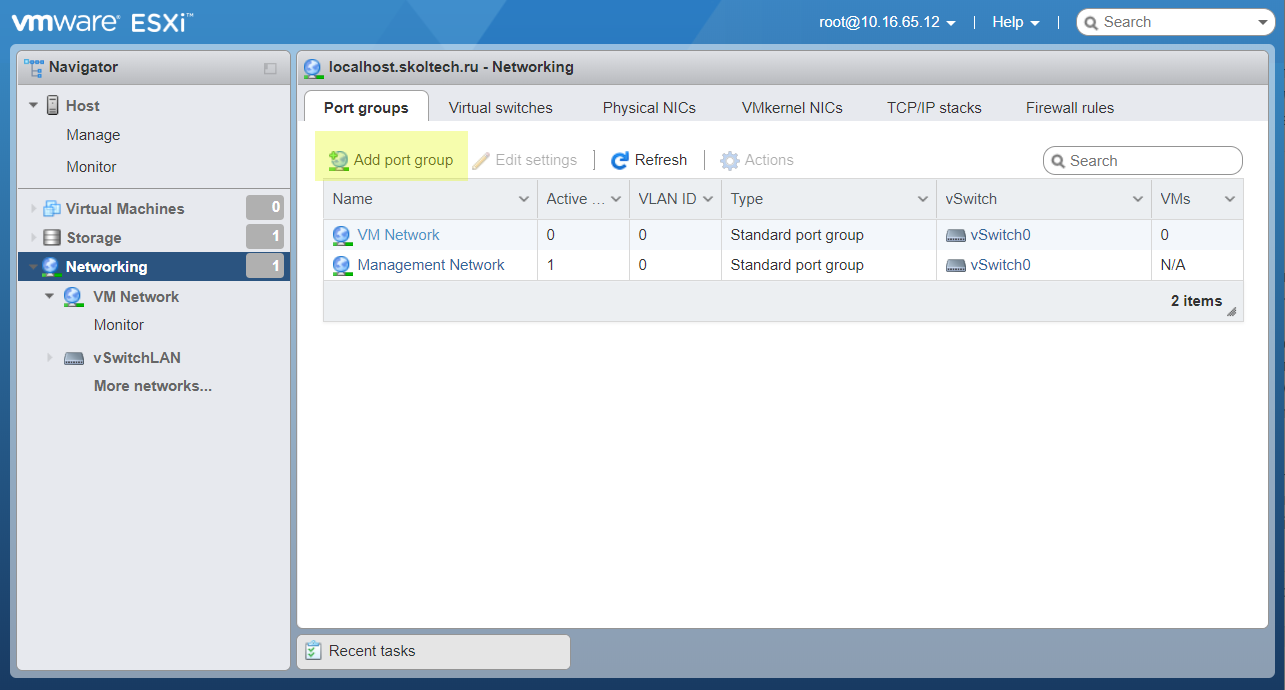 vmware ESXi™
root@10.16.65.12 | Help | Search
Navigator
Host
Manage
Monitor
Virtual Machines 0
Storage 1
Networking 1
VM Network
Monitor
vSwitchLAN
More networks...
localhost.skoltech.ru - Networking
Port groups Virtual switches Physical NICs VMkernel NICs TCP/IP stacks Firewall rules
Add port group Edit settings | Refresh | Actions Search
Name Active ... VLAN ID Type vSwitch VMs
VM Network 0 0 Standard port group vSwitch0 0
Management Network 1 0 Standard port group vSwitch0 N/A
2 items
Recent tasks